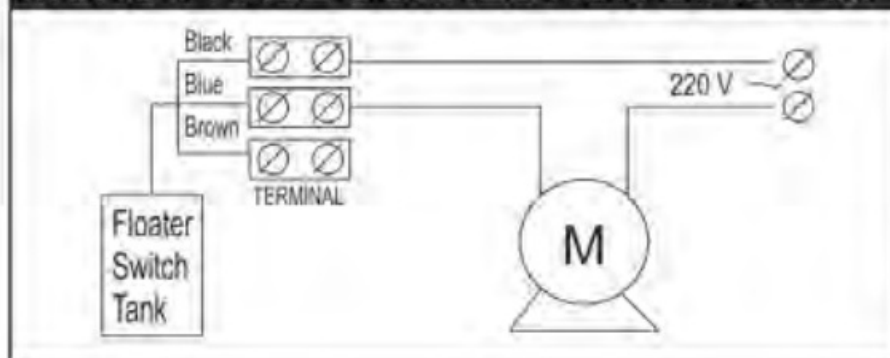 Black
Blue
Brown
TERMINAL
220 V
Floater
Switch
Tank
M